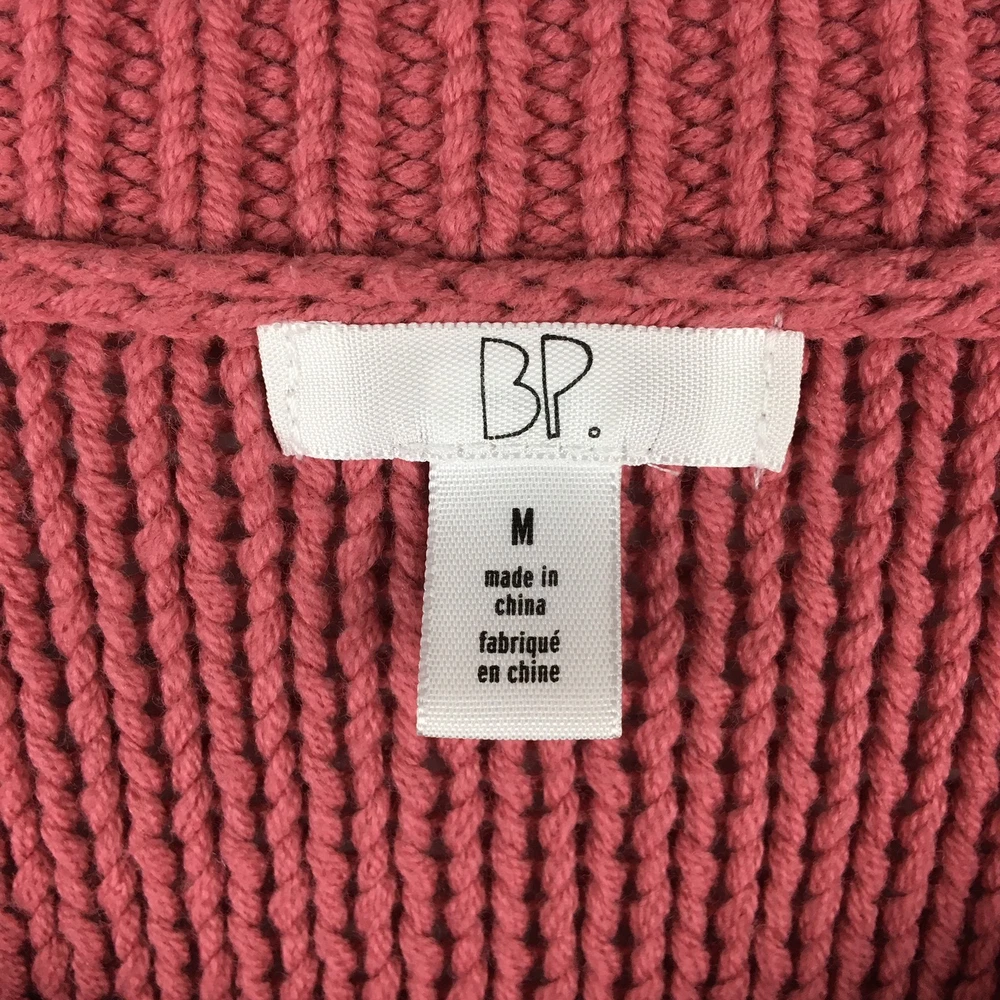 BP.
M
made in
china
fabriqué
en chine